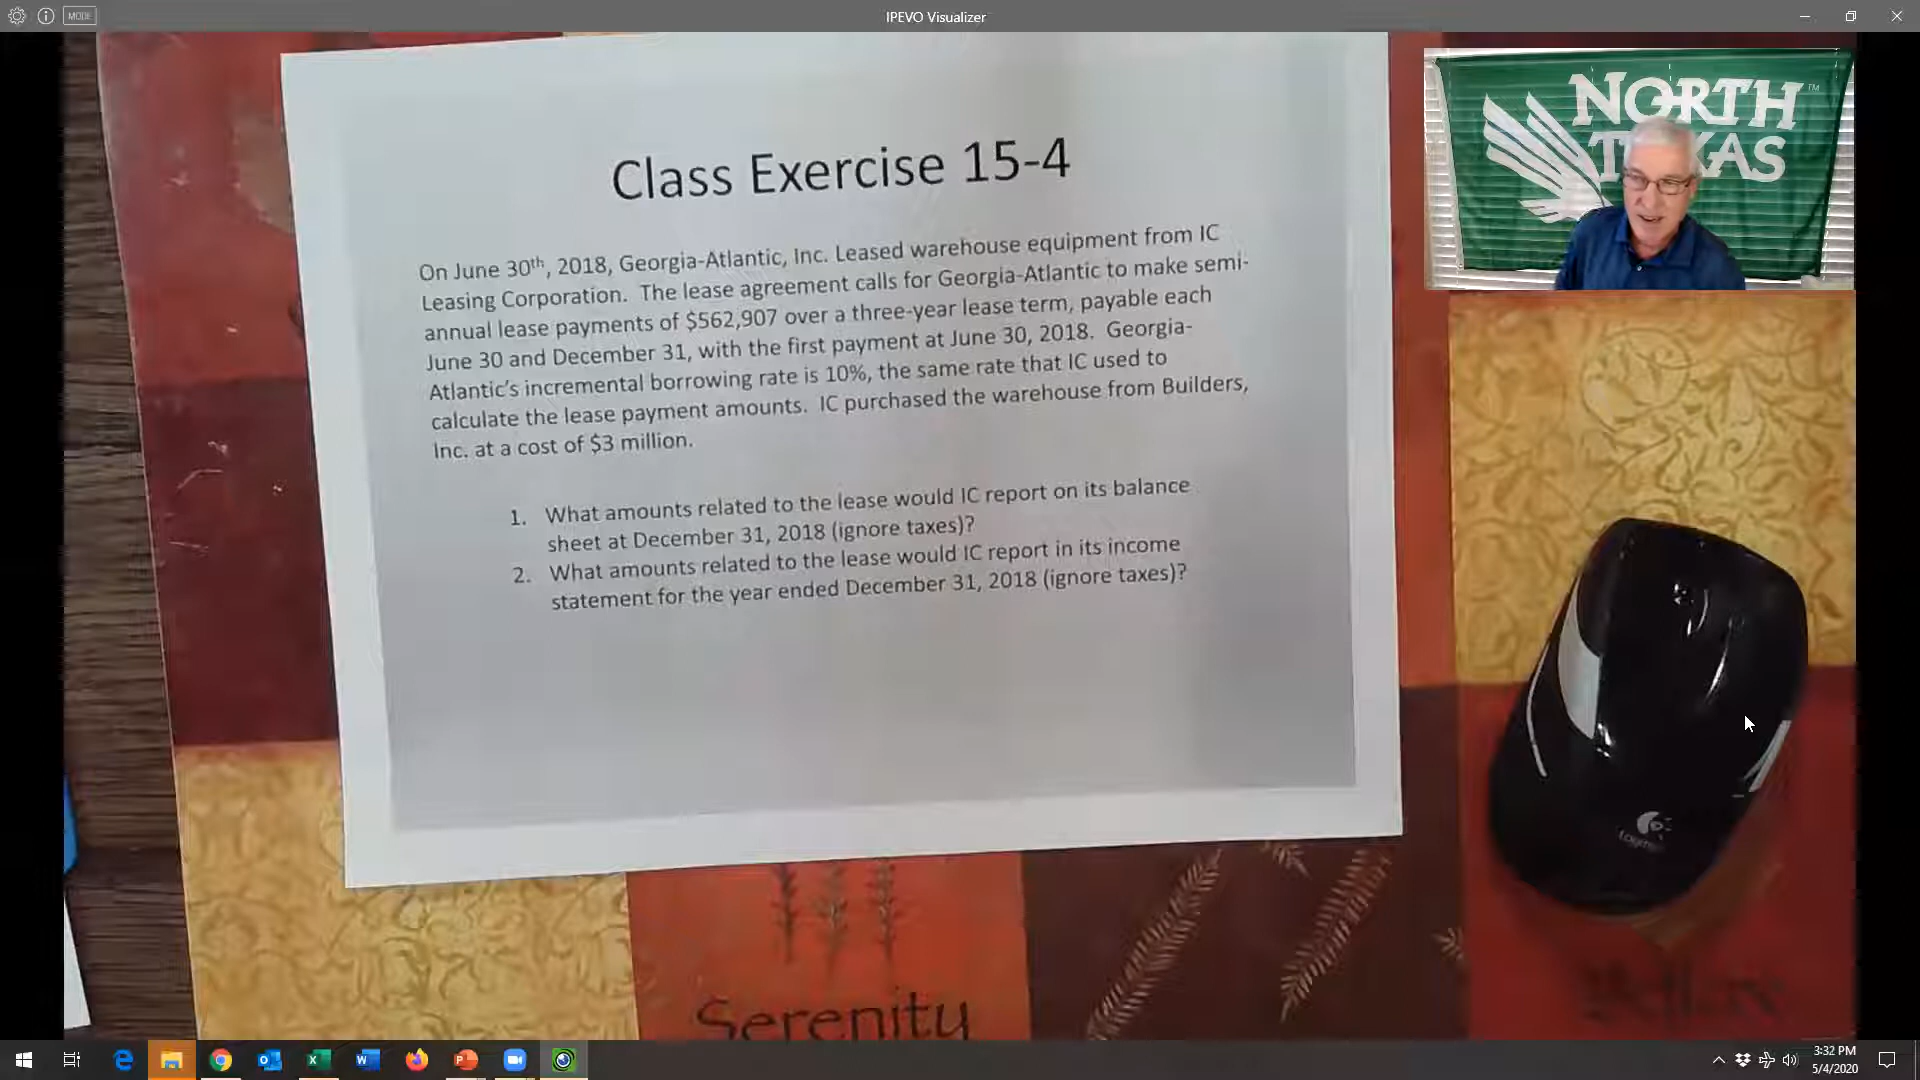 MODE
IPEVO Visualizer
NORTH
TEXAS
TM
Class Exercise 15-4
On June 30th, 2018, Georgia-Atlantic, Inc. Leased warehouse equipment from IC
Leasing Corporation. The lease agreement calls for Georgia-Atlantic to make semi-
annual lease payments of $562,907 over a three-year lease term, payable each
June 30 and December 31, with the first payment at June 30, 2018. Georgia-
Atlantic's incremental borrowing rate is 10%, the same rate that IC used to
calculate the lease payment amounts. IC purchased the warehouse from Builders,
Inc. at a cost of $3 million.
1. What amounts related to the lease would IC report on its balance
sheet at December 31, 2018 (ignore taxes)?
2. What amounts related to the lease would IC report in its income
statement for the year ended December 31, 2018 (ignore taxes)?
Serenity
3:32 PM
5/4/2020